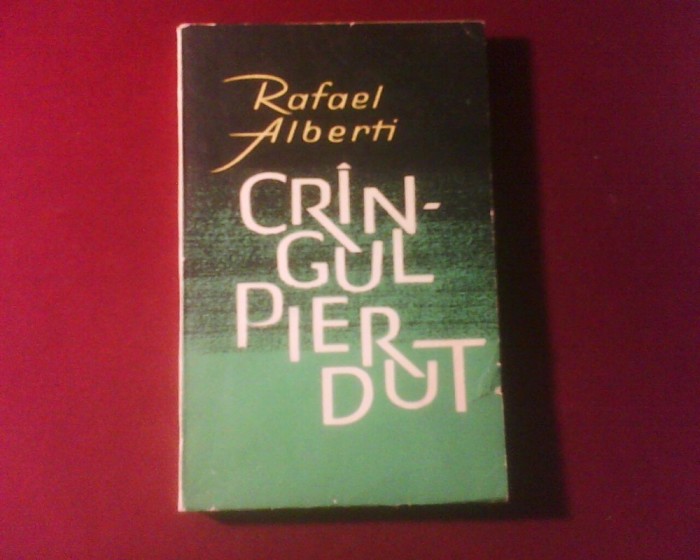 Rafael
Alberti
CRÎN-
GUL
PIER
DUT